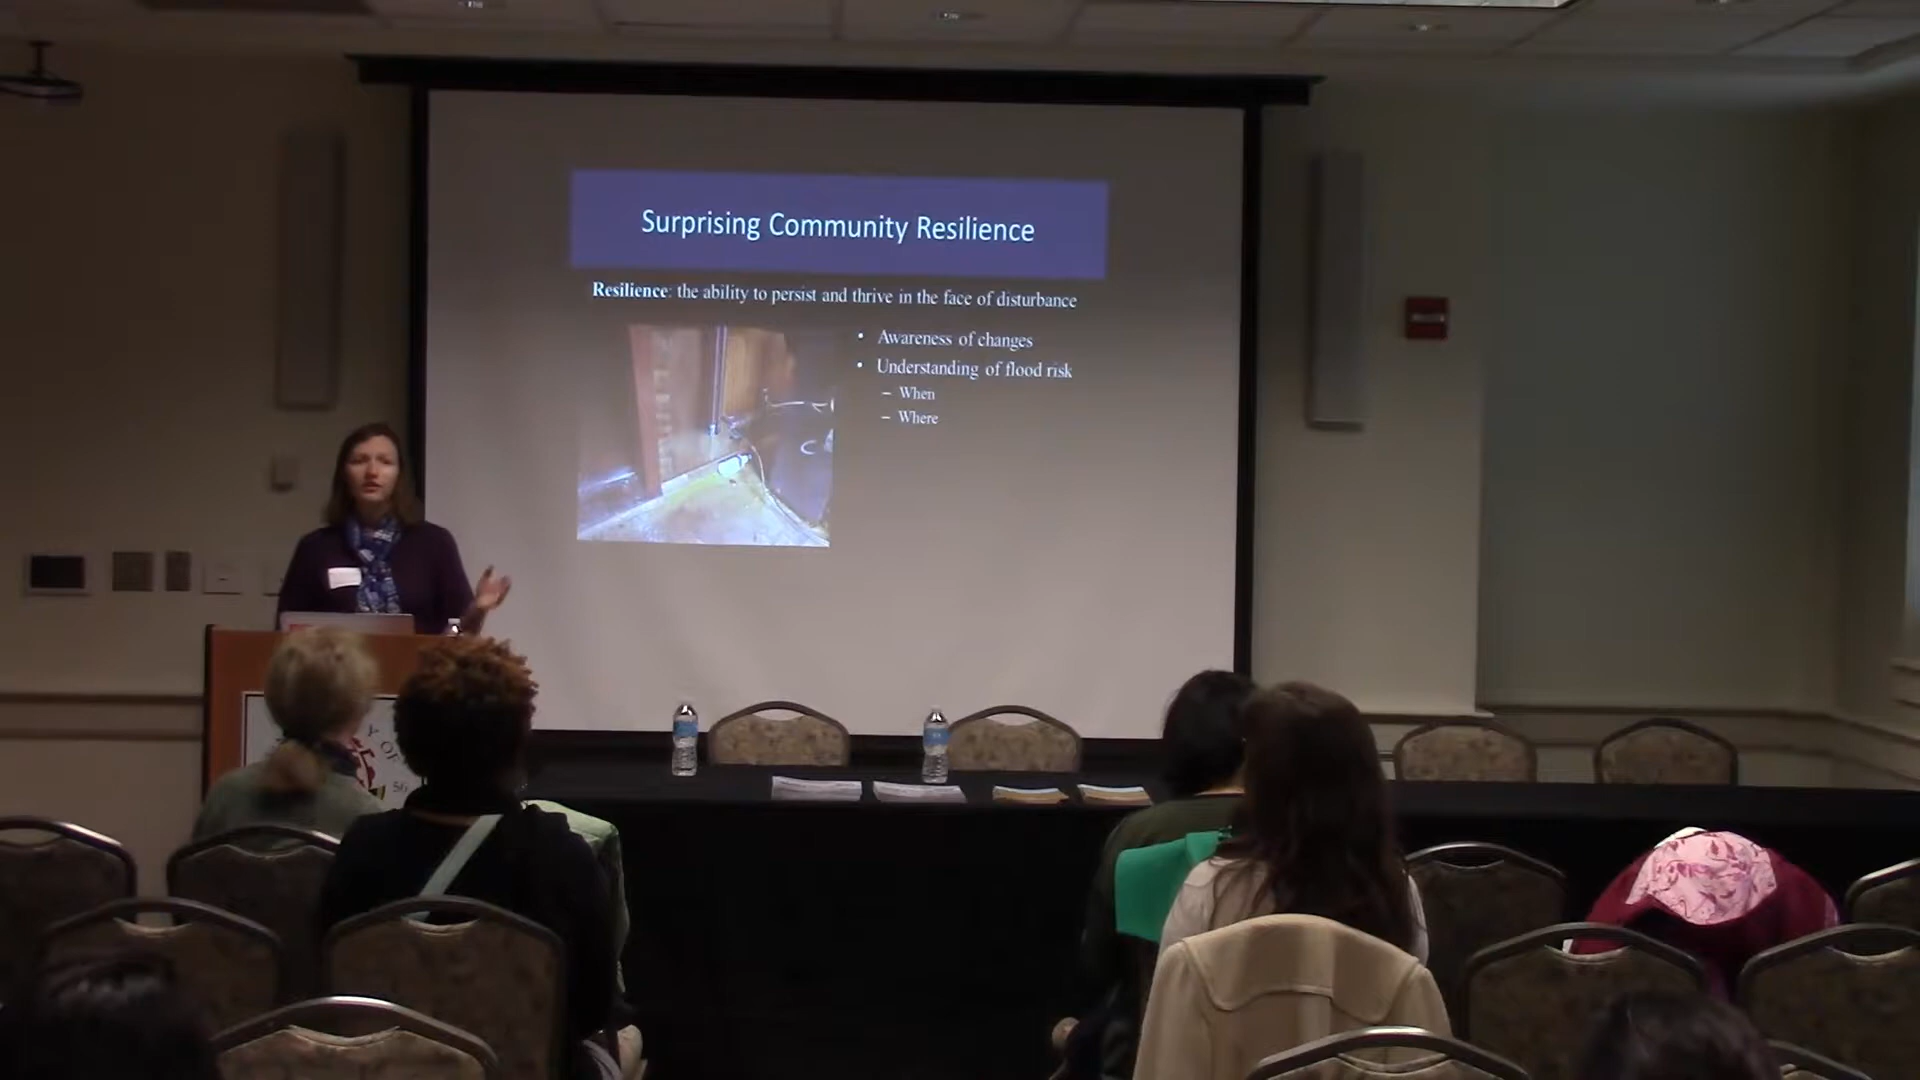 Surprising Community Resilience
Resilience: the ability to persist and thrive in the face of disturbance
• Awareness of changes
• Understanding of flood risk
– When
– Where
Y OF